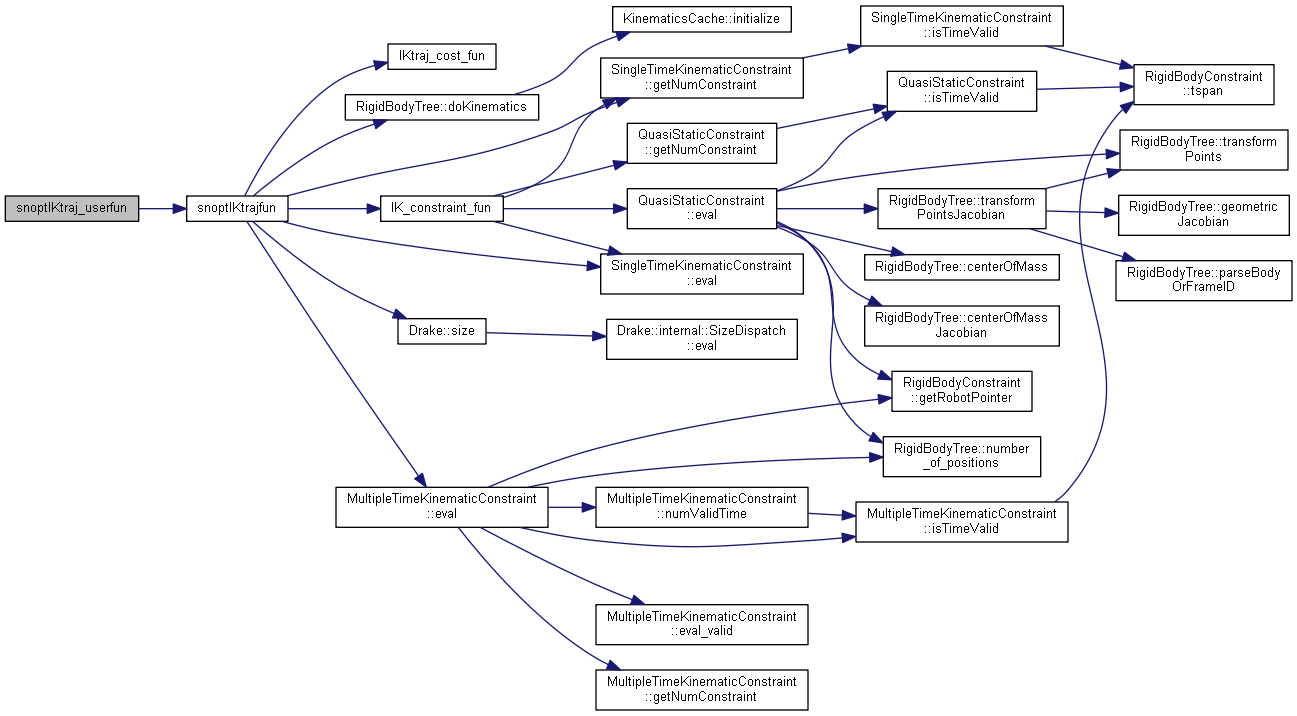 KinematicsCache::initialize
SingleTimeKinematicConstraint
::isTimeValid
IKtraj_cost_fun
SingleTimeKinematicConstraint
::getNumConstraint
RigidBodyConstraint
::tspan
QuasiStaticConstraint
::isTimeValid
RigidBodyTree::doKinematics
QuasiStaticConstraint
::getNumConstraint
RigidBodyTree::transform
Points
snoptIKtraj_userfun
snoptIKtrajfun
IK_constraint_fun
QuasiStaticConstraint
::eval
RigidBodyTree::transform
PointsJacobian
RigidBodyTree::geometric
Jacobian
SingleTimeKinematicConstraint
::eval
RigidBodyTree::centerOfMass
RigidBodyTree::parseBody
OrFrameID
Drake::size
Drake::internal::SizeDispatch
::eval
RigidBodyTree::centerOfMass
Jacobian
RigidBodyConstraint
::getRobotPointer
RigidBodyTree::number
_of_positions
MultipleTimeKinematicConstraint
::eval
MultipleTimeKinematicConstraint
::numValidTime
MultipleTimeKinematicConstraint
::isTimeValid
MultipleTimeKinematicConstraint
::eval_valid
MultipleTimeKinematicConstraint
::getNumConstraint